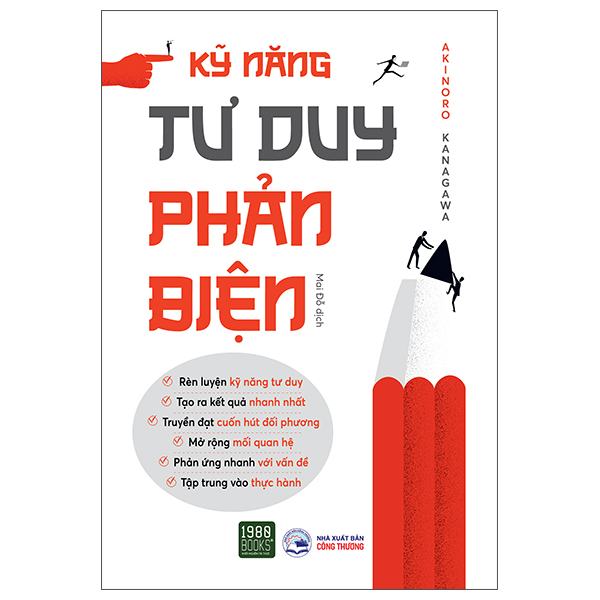 KỸ NĂNG
TƯ DUY
PHẢN
BIỆN
AKINORO KANAGAWA
Mai Đỗ dịch
Rèn luyện kỹ năng tư duy
Tạo ra kết quả nhanh nhất
Truyền đạt cuốn hút đối phương
Mở rộng mối quan hệ
Phản ứng nhanh với vấn đề
Tập trung vào thực hành
1980
BOOKS
NHÀ XUẤT BẢN
CÔNG THƯƠNG